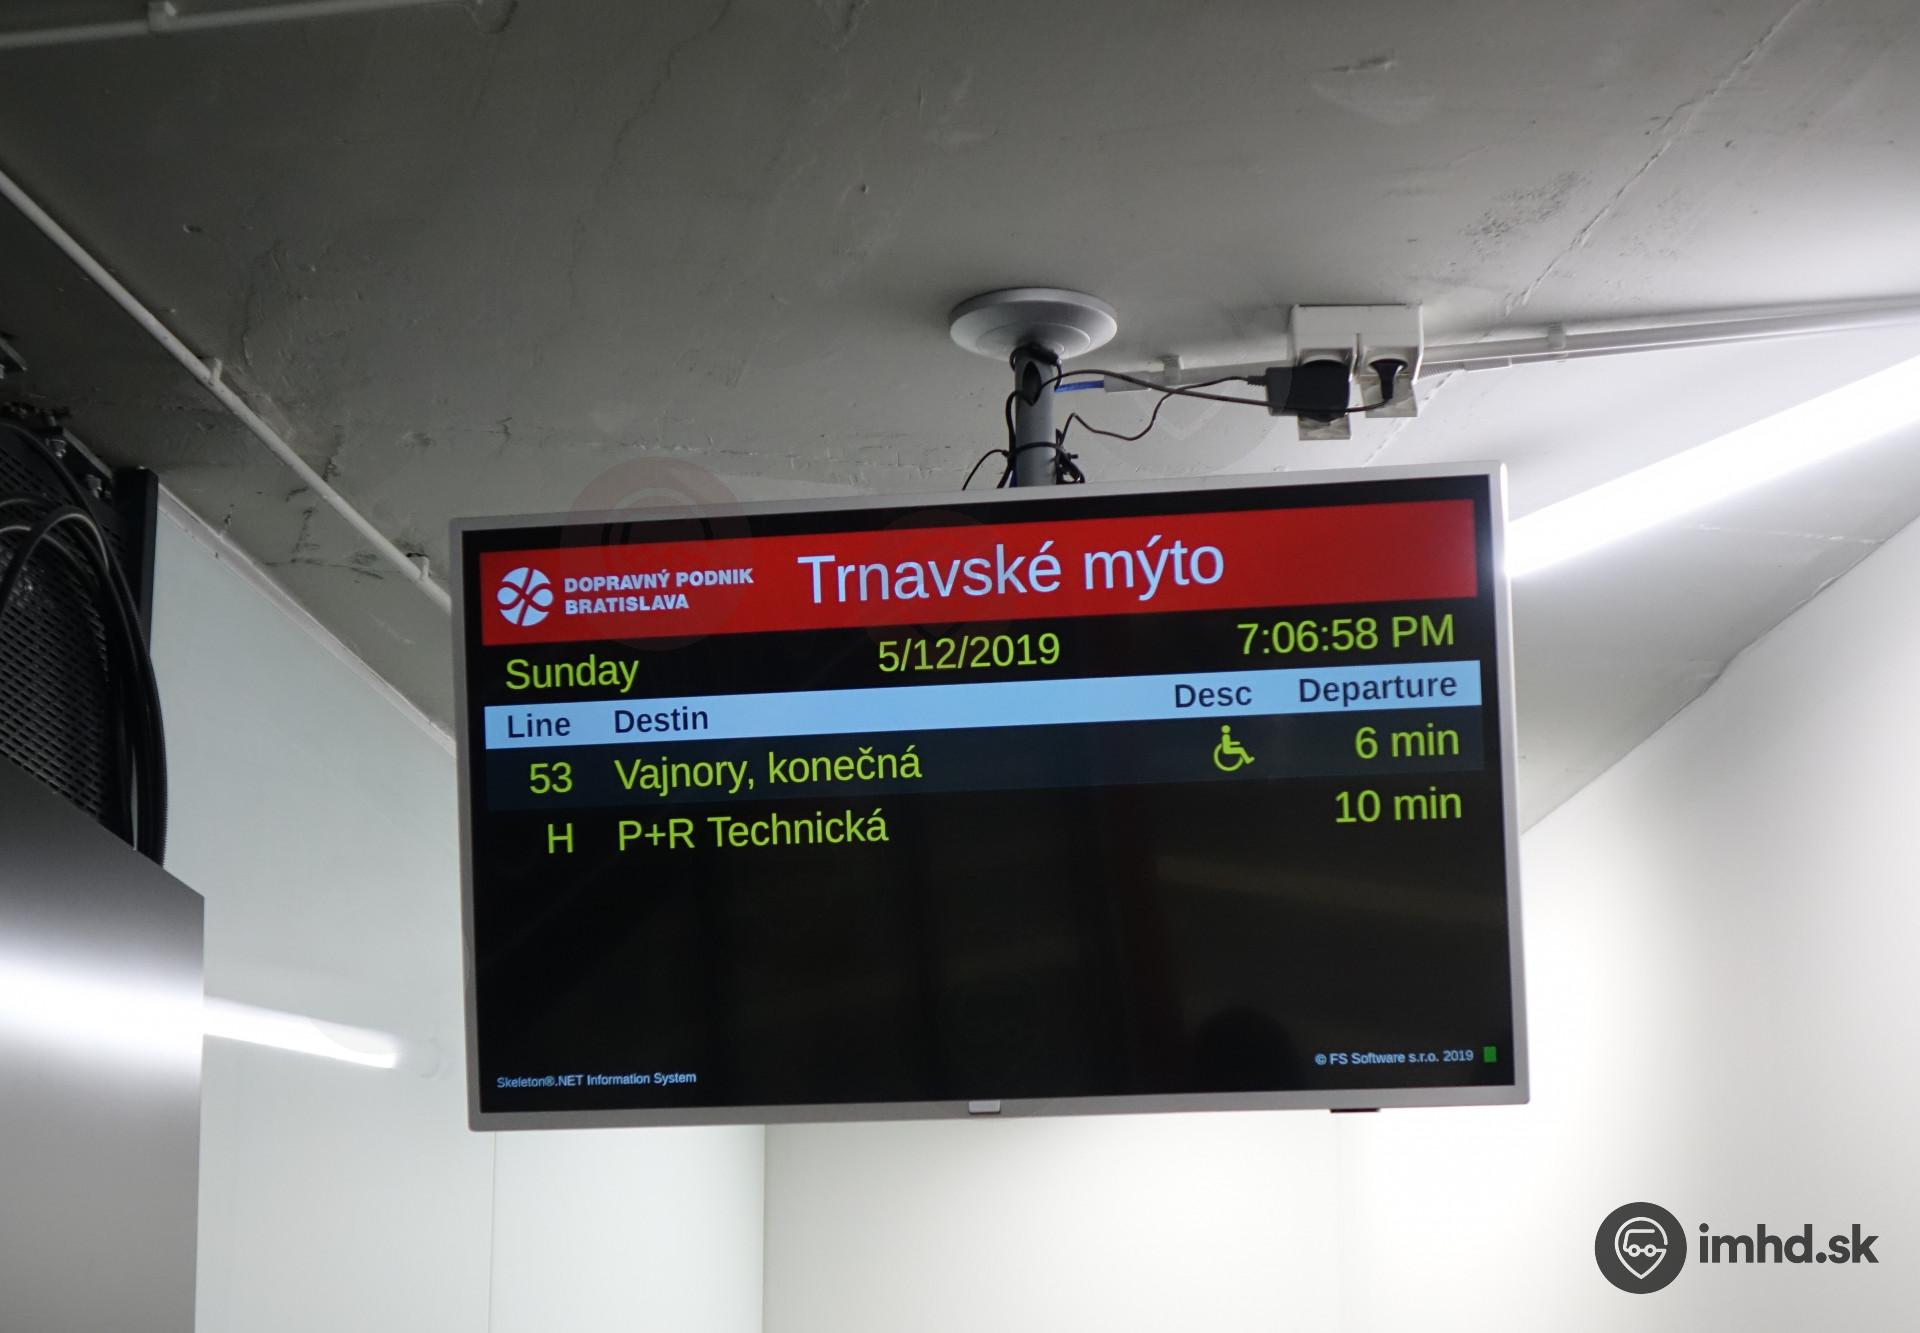 DOPRAVNÝ PODNIK
BRATISLAVA
Trnavské mýto
Sunday 5/12/2019 7:06:58 PM
Line Destin Desc Departure
53 Vajnory, konečná 6 min
H P+R Technická 10 min
Skeleton®.NET Information System
© FS Software s.r.o. 2019
imhd.sk